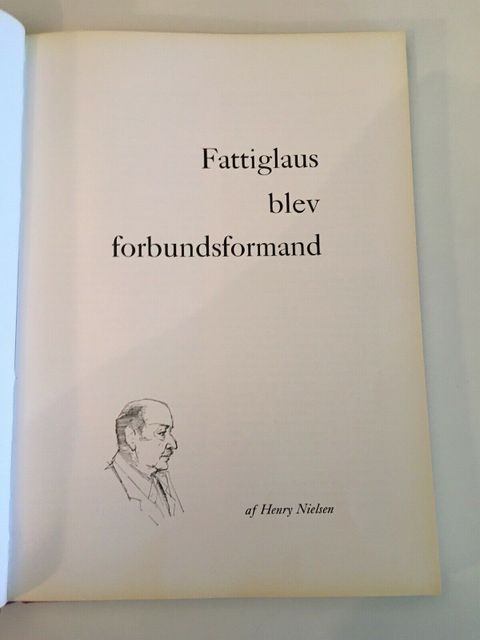 Fattiglaus
blev
forbundsformand
af Henry Nielsen